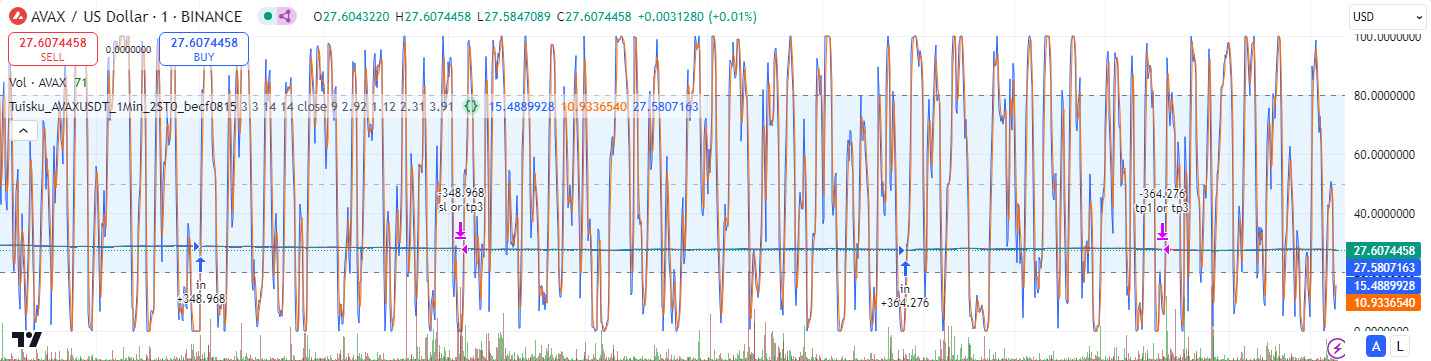 AVAX / US Dollar · 1 · BINANCE O27.6043220 H27.6074458 L27.5847089 C27.6074458 +0.0031280 (+0.01%)
USD
27.6074458
SELL
0.0000000
27.6074458
BUY
Vol · AVAX 71
Tuisku_AVAXUSDT_1Min_2ST0_becf0815 3 3 14 14 close 9 2.92 1.12 2.31 3.91 15.4889928 10.9336540 27.5807163
100.0000000
80.0000000
60.0000000
40.0000000
27.6074458
27.5807163
15.4889928
10.9336540
0.0000000
-348.968
sl or tp3
in
+348.968
-364.276
tp1 or tp3
in
+364.276
A L